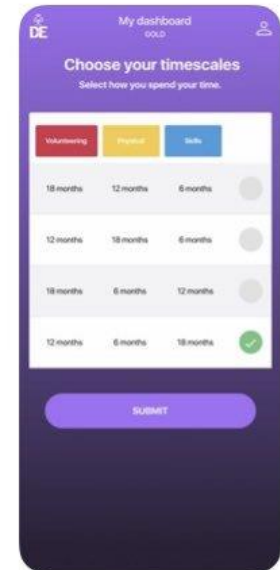 DE
My dashboard
GOLD
Choose your timescales
Select how you spend your time.
Volunteering Physical Skills
18 months 12 months 6 months
12 months 18 months 6 months
18 months 6 months 12 months
12 months 6 months 18 months
SUBMIT